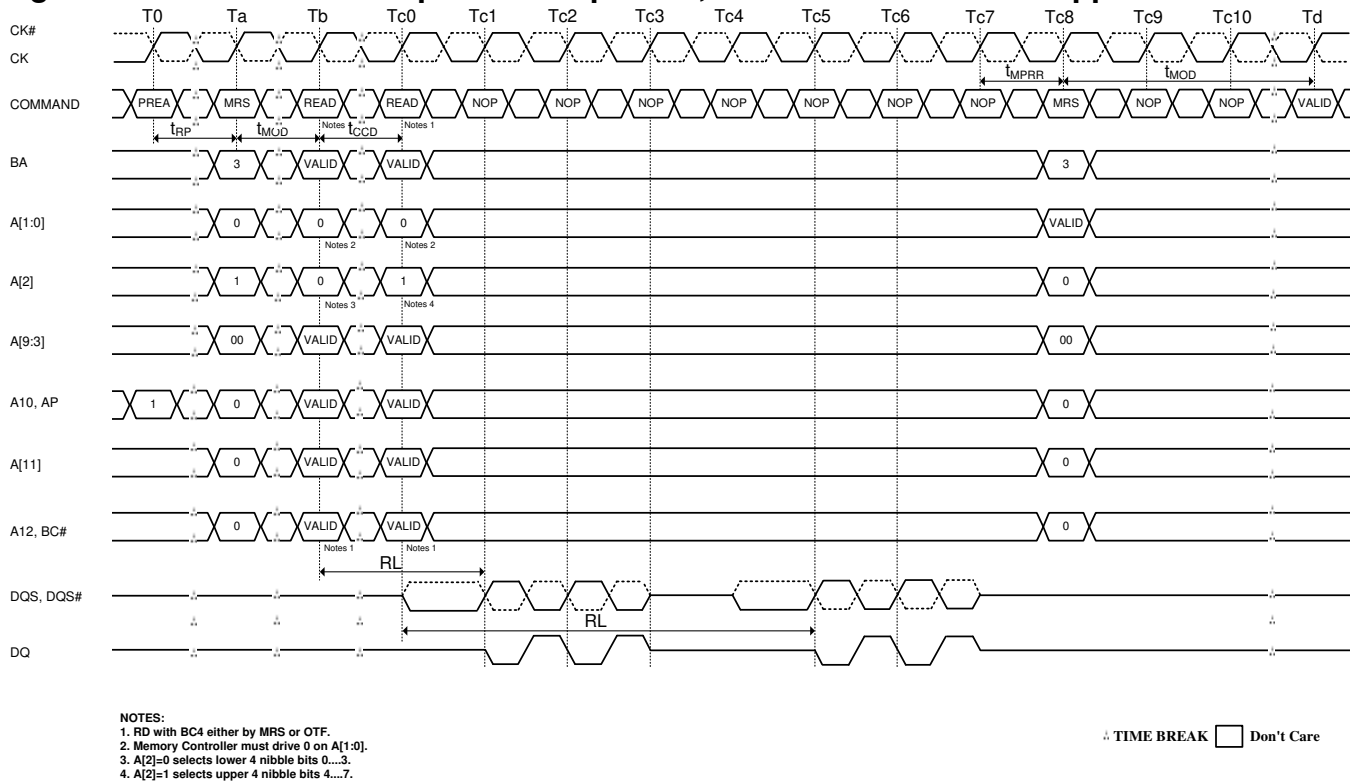 T0 Ta Tb Tc0 Tc1 Tc2 Tc3 Tc4 Tc5 Tc6 Tc7 Tc8 Tc9 Tc10 Td
CK#
CK
tMPRR tMOD
COMMAND PREA MRS READ READ NOP NOP NOP NOP NOP NOP NOP MRS NOP NOP VALID
Notes 1
tRP tMOD tCCD
BA 3 VALID VALID 3
A[1:0] 0 0 0 VALID
Notes 2 Notes 2
A[2] 1 0 1 0
Notes 3 Notes 4
A[9:3] 00 VALID VALID 00
A10, AP 1 0 VALID VALID 0
A[11] 0 VALID VALID 0
A12, BC# 0 VALID VALID 0
Notes 1 Notes 1
RL
DQS, DQS#
RL
DQ
NOTES:
1. RD with BC4 either by MRS or OTF.
2. Memory Controller must drive 0 on A[1:0].
3. A[2]=0 selects lower 4 nibble bits 0....3.
4. A[2]=1 selects upper 4 nibble bits 4....7.
TIME BREAK Don't Care